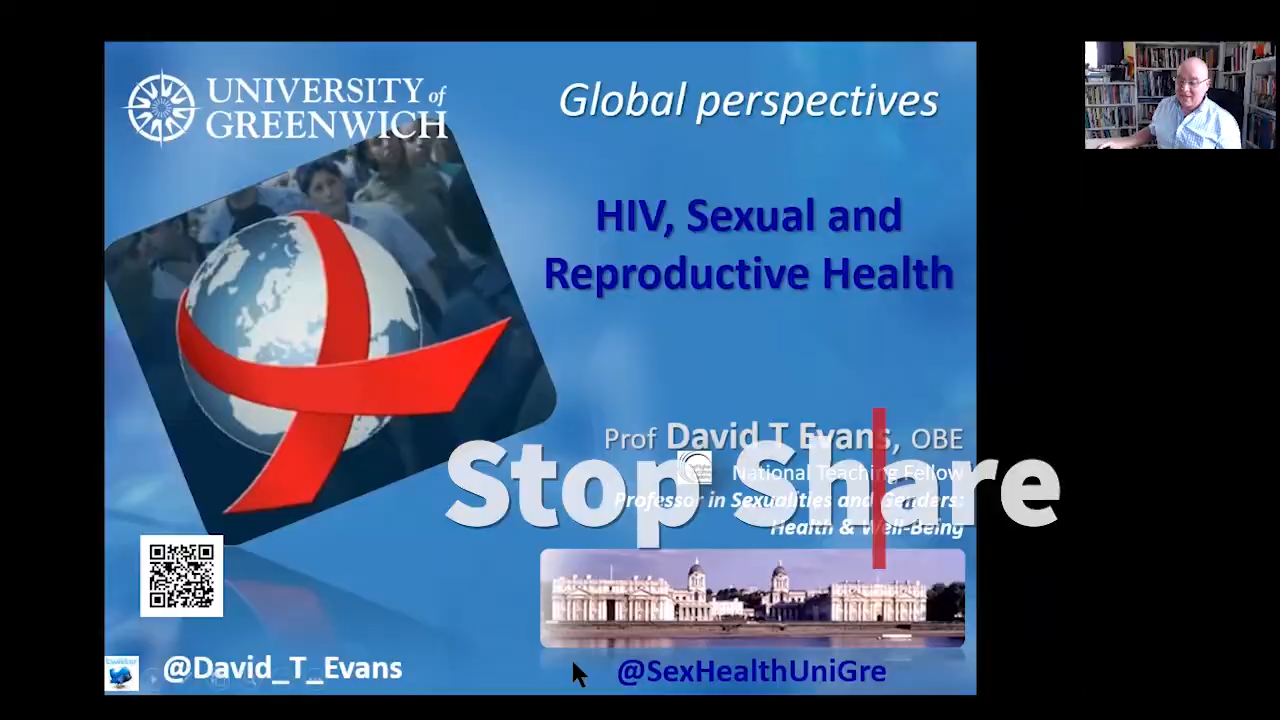 UNIVERSITY of
GREENWICH
Global perspectives
HIV, Sexual and
Reproductive Health
Prof David T Evans, OBE
National Teaching Fellow
Professor in Sexualities and Genders:
Health & Well-Being
Stop Share
twitter
@David_T_Evans
@SexHealthUniGre